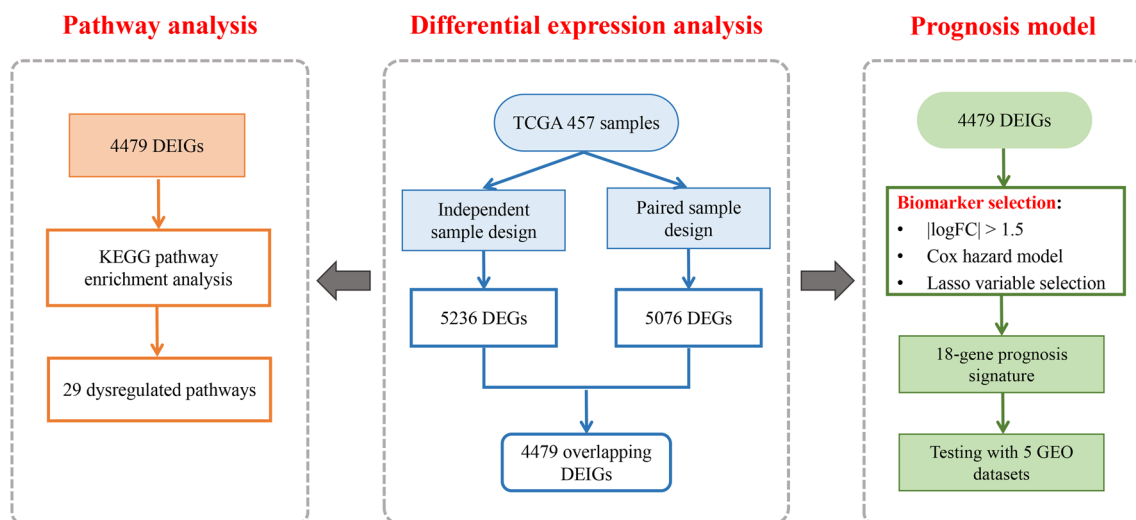 Pathway analysis
4479 DEIGs
KEGG pathway
enrichment analysis
29 dysregulated pathways
Differential expression analysis
TCGA 457 samples
Independent
sample design
Paired sample
design
5236 DEGs
5076 DEGs
4479 overlapping
DEIGs
Prognosis model
4479 DEIGs
Biomarker selection:
• |logFC| > 1.5
• Cox hazard model
• Lasso variable selection
18-gene prognosis
signature
Testing with 5 GEO
datasets